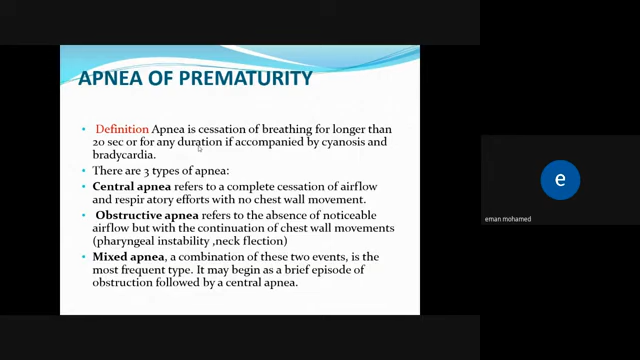 APNEA OF PREMATURITY
• Definition Apnea is cessation of breathing for longer than
20 sec or for any duration if accompanied by cyanosis and
bradycardia.
• There are 3 types of apnea:
• Central apnea refers to a complete cessation of airflow
and respir atory efforts with no chest wall movement.
• Obstructive apnea refers to the absence of noticeable
airflow but with the continuation of chest wall movements
(pharyngeal instability ,neck flection)
• Mixed apnea, a combination of these two events, is the
most frequent type. It may begin as a brief episode of
obstruction followed by a central apnea.
e
eman mohamed